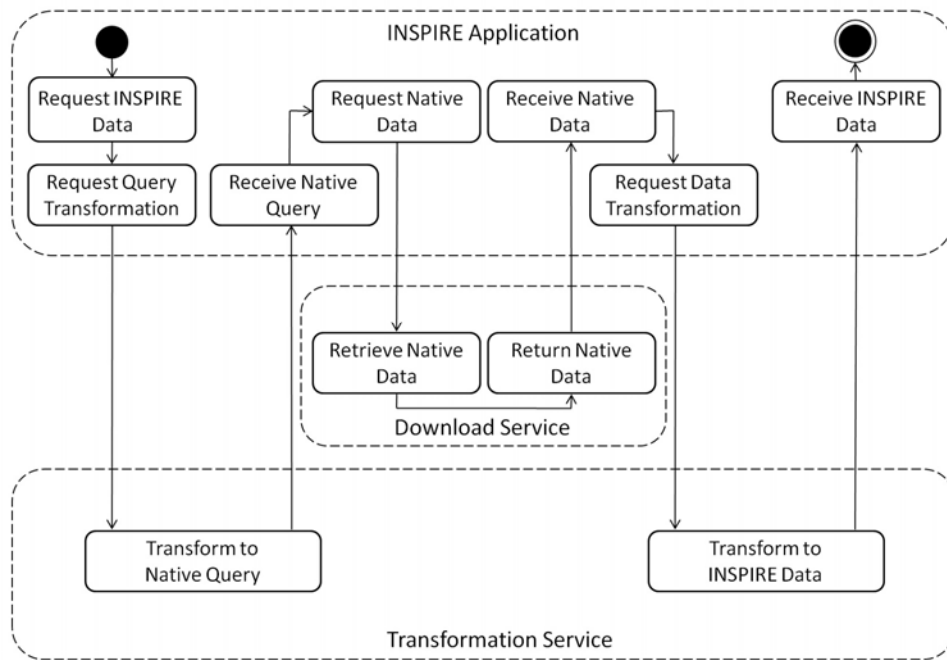 INSPIRE Application
Request INSPIRE
Data
Request Native
Data
Receive Native
Data
Receive INSPIRE
Data
Request Query
Transformation
Receive Native
Query
Request Data
Transformation
Retrieve Native
Data
Return Native
Data
Download Service
Transform to
Native Query
Transform to
INSPIRE Data
Transformation Service